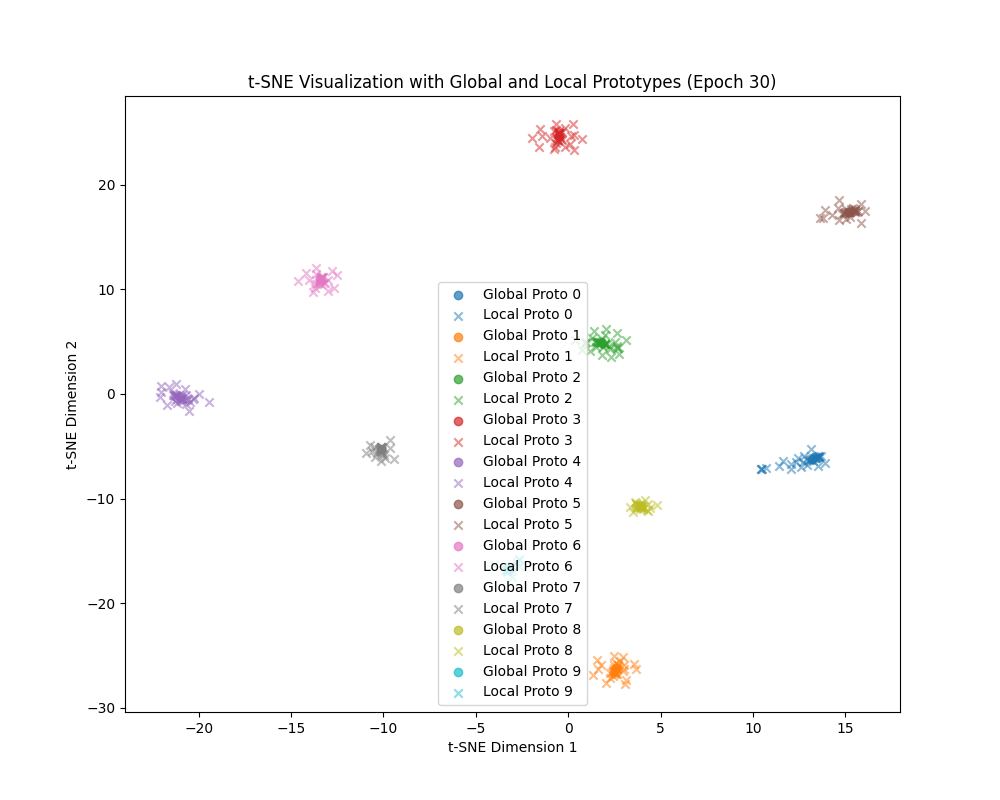 t-SNE Visualization with Global and Local Prototypes (Epoch 30)
20
10
0
−10
−20
−30
t-SNE Dimension 2
Global Proto 0
Local Proto 0
Global Proto 1
Local Proto 1
Global Proto 2
Local Proto 2
Global Proto 3
Local Proto 3
Global Proto 4
Local Proto 4
Global Proto 5
Local Proto 5
Global Proto 6
Local Proto 6
Global Proto 7
Local Proto 7
Global Proto 8
Local Proto 8
Global Proto 9
Local Proto 9
−20 −15 −10 −5 0 5 10 15
t-SNE Dimension 1